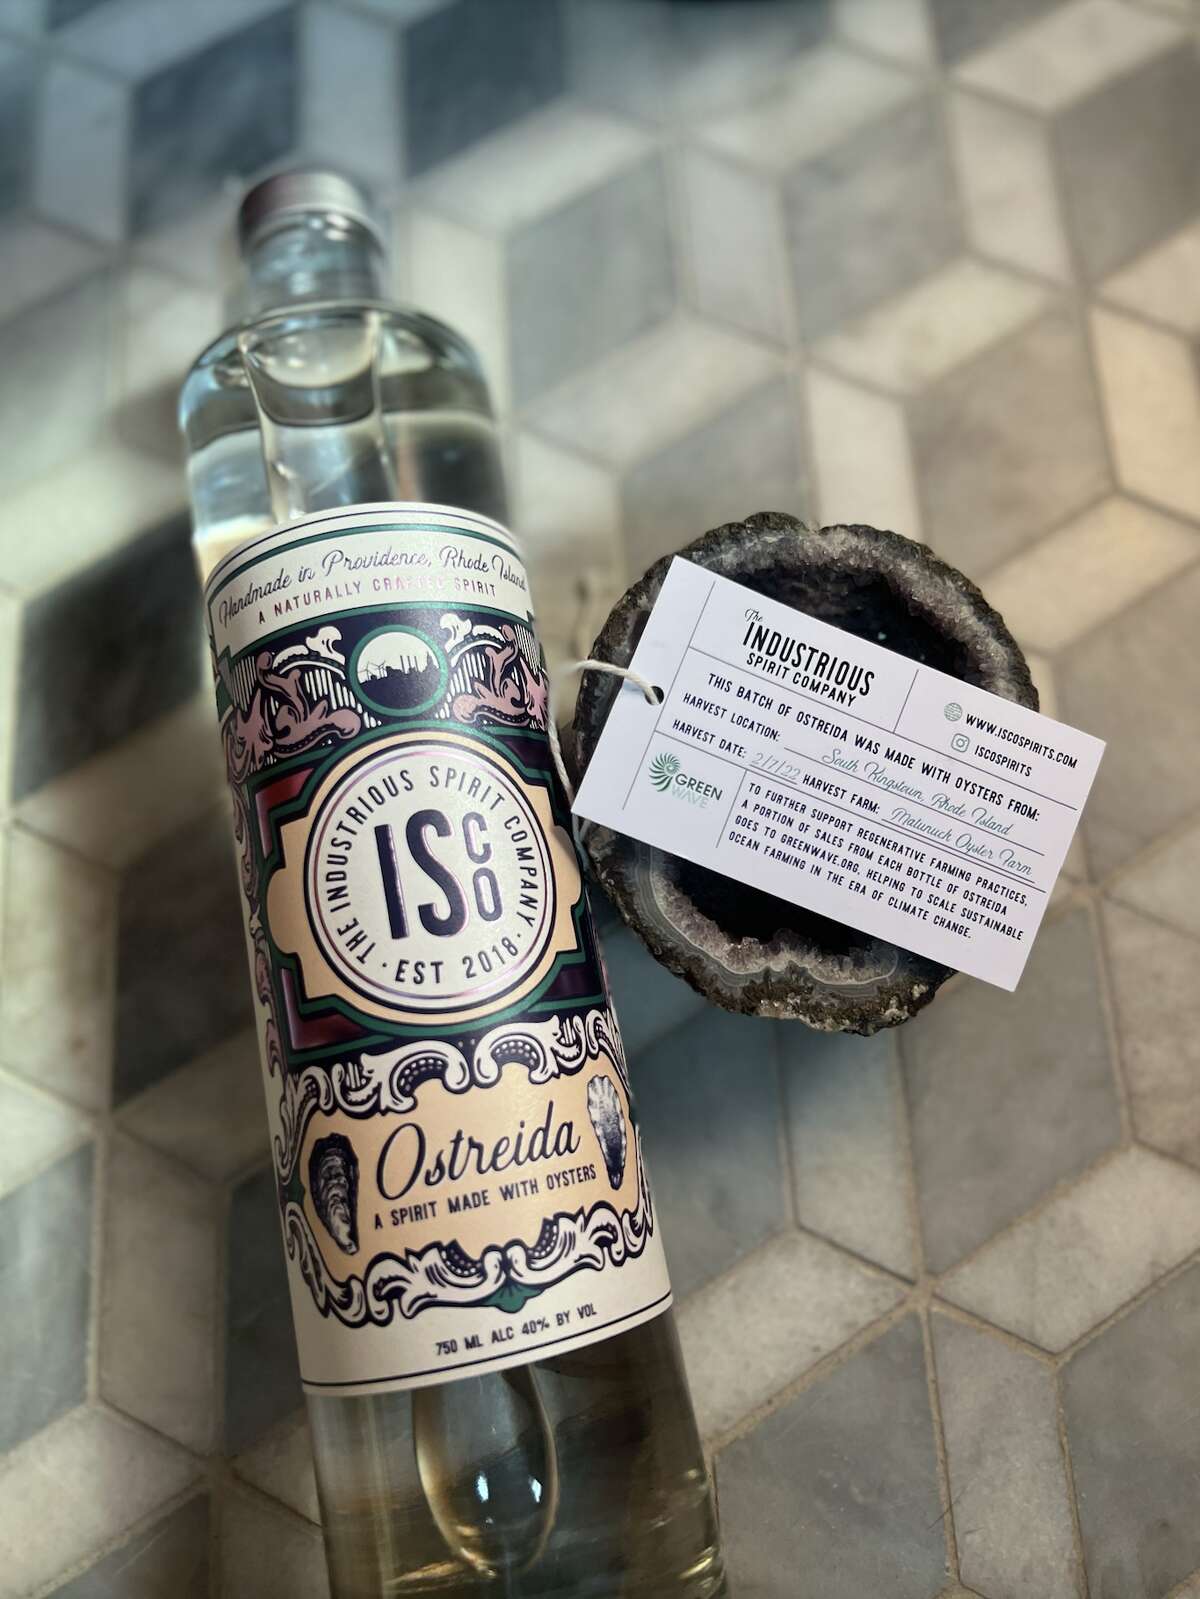 Handmade in Providence, Rhode Island
A NATURALLY CRAFTED SPIRIT
THE INDUSTRIOUS SPIRIT COMPANY
ISCO
· EST 2018 ·
Ostreida
A SPIRIT MADE WITH OYSTERS
750 ML ALC 40% BY VOL
The
INDUSTRIOUS
SPIRIT COMPANY
WWW.ISCOSPIRITS.COM
ISCOSPIRITS
THIS BATCH OF OSTREIDA WAS MADE WITH OYSTERS FROM:
HARVEST LOCATION: South Kingstown, Rhode Island
HARVEST DATE: 2/7/22 HARVEST FARM: Matunuck Oyster Farm
GREEN
WAVE
TO FURTHER SUPPORT REGENERATIVE FARMING PRACTICES,
A PORTION OF SALES FROM EACH BOTTLE OF OSTREIDA
GOES TO GREENWAVE.ORG, HELPING TO SCALE SUSTAINABLE
OCEAN FARMING IN THE ERA OF CLIMATE CHANGE.